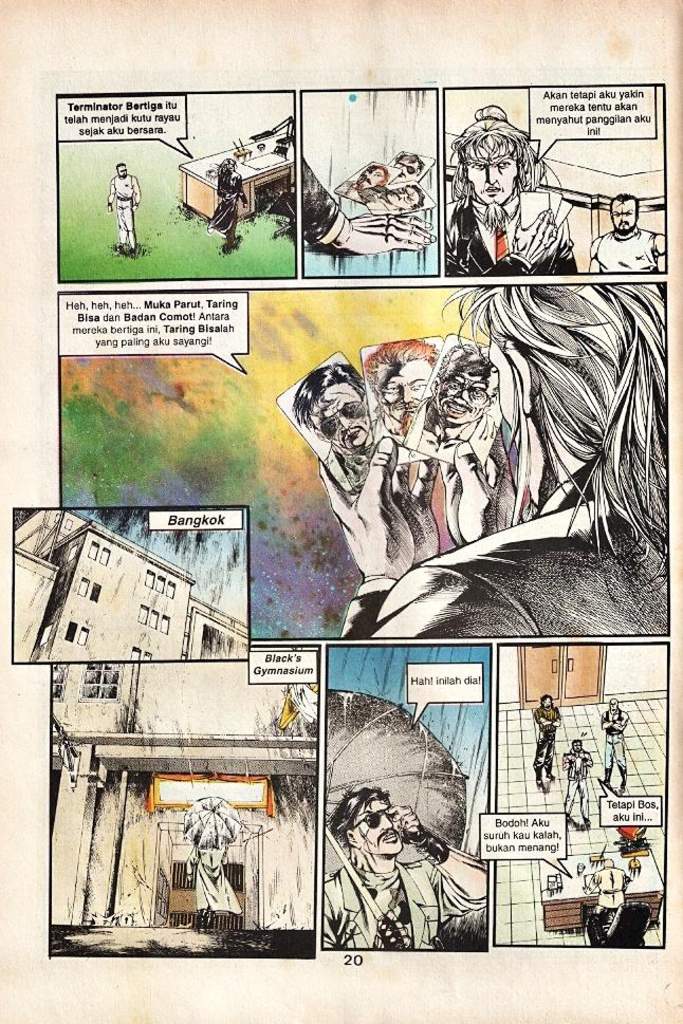 Terminator Bertiga itu
telah menjadi kutu rayau
sejak aku bersara.
Akan tetapi aku yakin
mereka tentu akan
menyahut panggilan aku
ini!
Heh, heh, heh... Muka Parut, Taring
Bisa dan Badan Comot! Antara
mereka bertiga ini, Taring Bisalah
yang paling aku sayangi!
Bangkok
Black's
Gymnasium
Hah! inilah dia!
Tetapi Bos,
aku ini...
Bodoh! Aku
suruh kau kalah,
bukan menang!
20